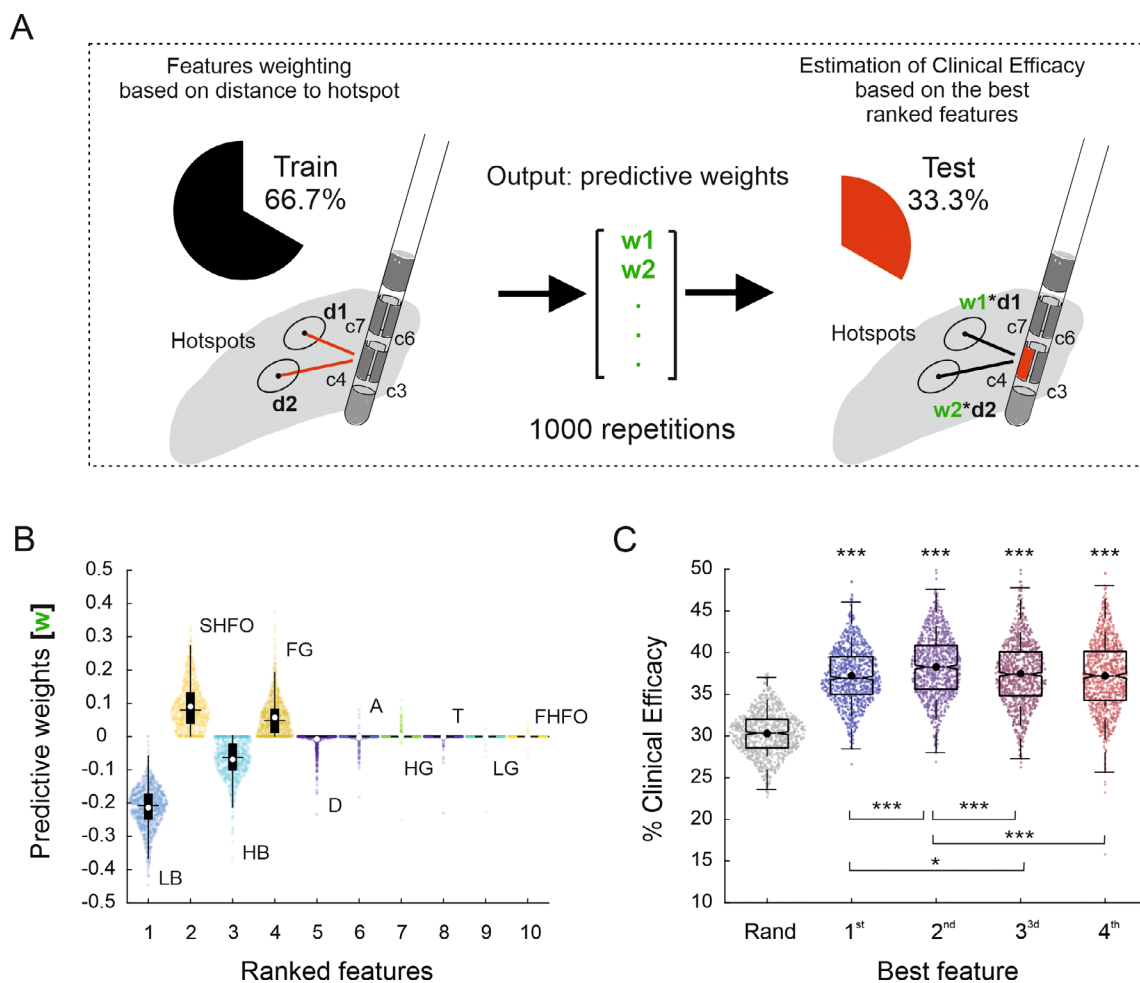 A
Features weighting
based on distance to hotspot
Train
66.7%
Hotspots
d1
d2
c7
c6
c4
c3
Output: predictive weights
w1
w2
.
.
.
1000 repetitions
Estimation of Clinical Efficacy
based on the best
ranked features
Test
33.3%
Hotspots
w1*d1
w2*d2
c7
c6
c4
c3
B
Predictive weights [w]
0.5
0.4
0.3
0.2
0.1
0
-0.1
-0.2
-0.3
-0.4
-0.5
LB
SHFO
HB
FG
D
A
HG
T
LG
FHFO
1 2 3 4 5 6 7 8 9 10
Ranked features
C
% Clinical Efficacy
50
45
40
35
30
25
20
15
10
*** *** *** ***
*** ***
***
*
Rand 1st 2nd 33d 4th
Best feature